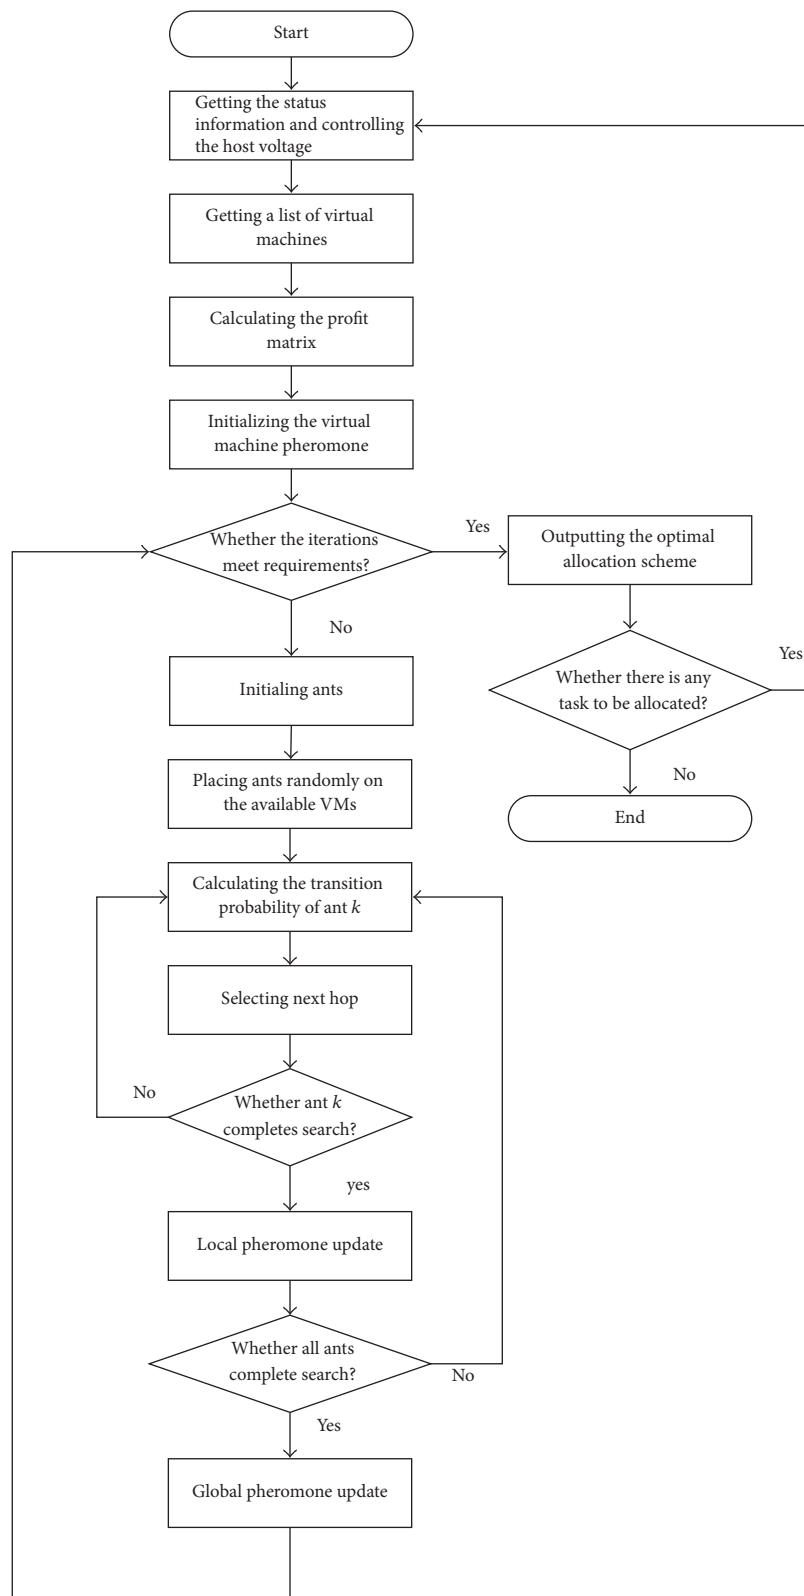 Start
Getting the status
information and controlling
the host voltage
Getting a list of virtual
machines
Calculating the profit
matrix
Initializing the virtual
machine pheromone
Whether the iterations
meet requirements?
Yes
Outputting the optimal
allocation scheme
No
Whether there is any
task to be allocated?
Yes
No
End
Initialing ants
Placing ants randomly on
the available VMs
Calculating the transition
probability of ant k
Selecting next hop
Whether ant k
completes search?
No
yes
Local pheromone update
Whether all ants
complete search?
No
Yes
Global pheromone update